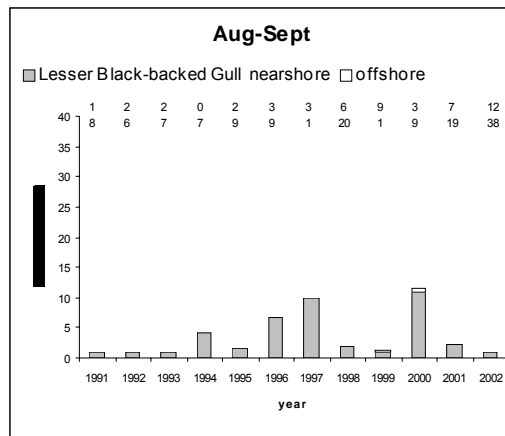 Aug-Sept
Lesser Black-backed Gull nearshore offshore
1 2 2 0 2 3 3 6 9 3 7 12
8 6 7 7 9 9 1 20 1 9 19 38
40
35
30
25
20
15
10
5
0
1991 1992 1993 1994 1995 1996 1997 1998 1999 2000 2001 2002
year